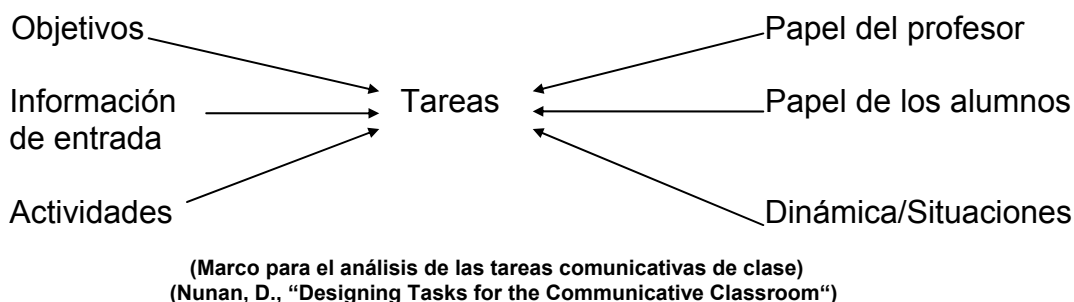 Objetivos
Papel del profesor
Información
de entrada
Tareas
Papel de los alumnos
Actividades
Dinámica/Situaciones
(Marco para el análisis de las tareas comunicativas de clase)
(Nunan, D., “Designing Tasks for the Communicative Classroom“)